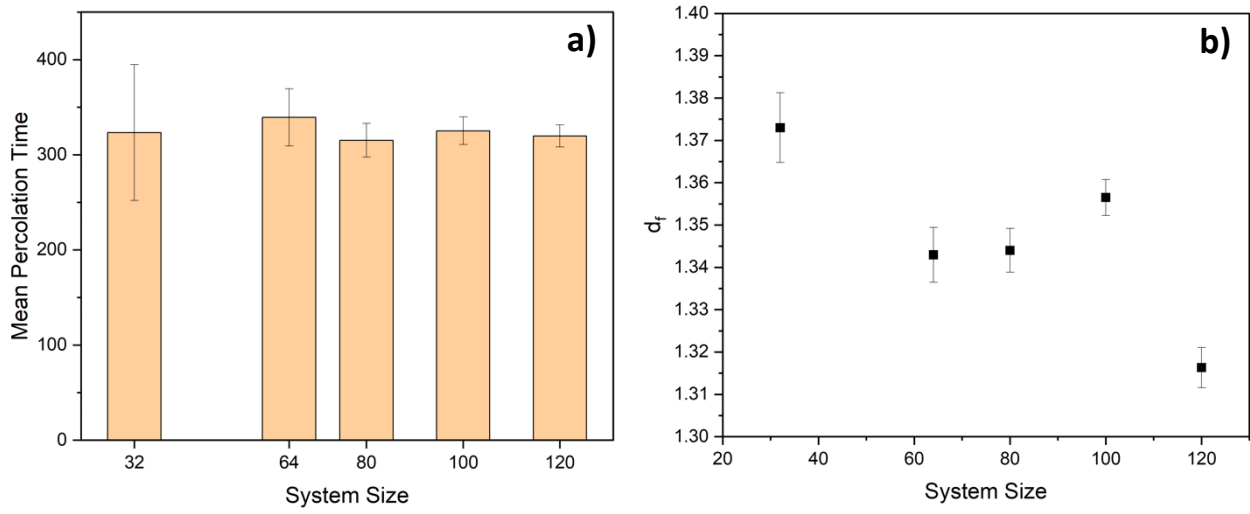 a)
Mean Percolation Time
400
300
200
100
0
32 64 80 100 120
System Size
b)
d_f
1.40
1.39
1.38
1.37
1.36
1.35
1.34
1.33
1.32
1.31
1.30
20 40 60 80 100 120
System Size